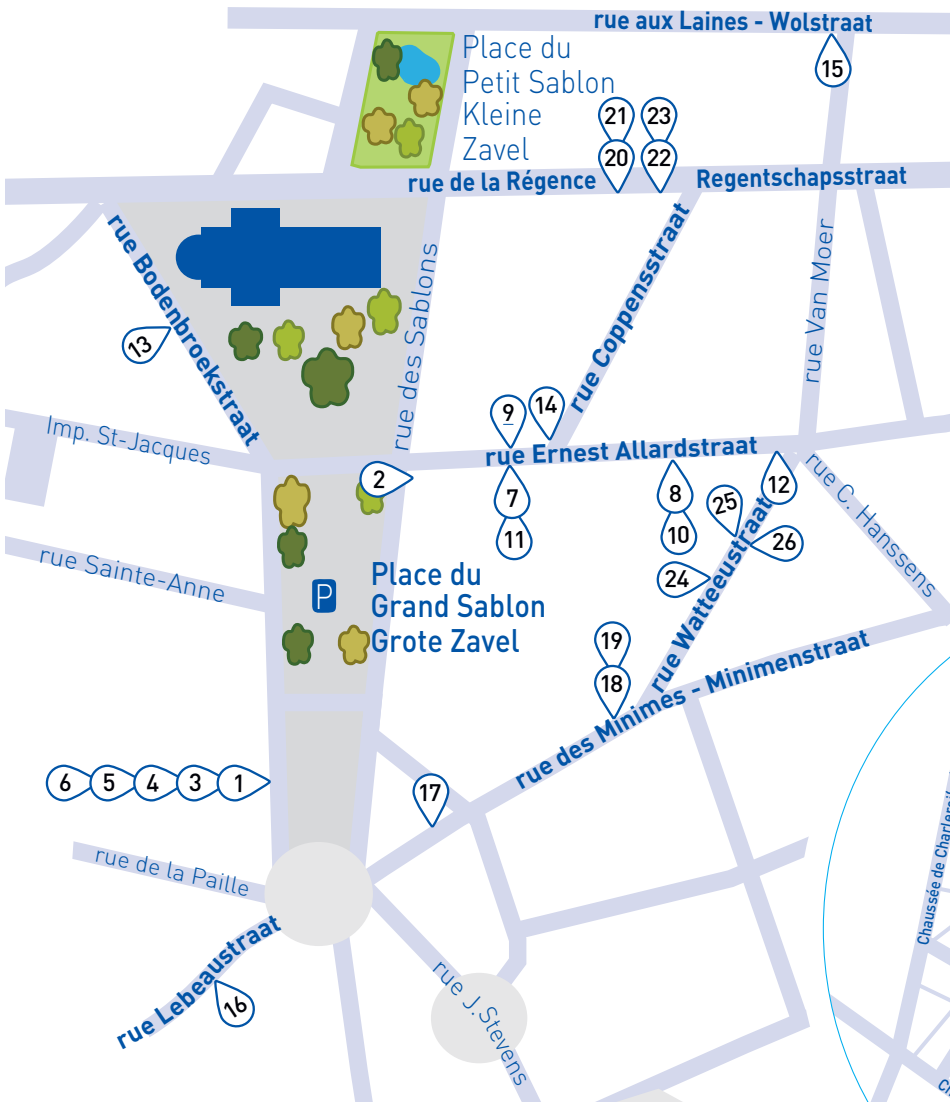 rue aux Laines - Wolstraat
15
Place du
Petit Sablon
Kleine
Zavel
21
23
20
22
rue de la Régence
Regentschapsstraat
rue Bodenbroekstraat
rue des Sablons
rue Coppensstraat
rue Van Moer
13
Imp. St-Jacques
9
14
rue Ernest Allardstraat
2
7
11
8
10
25
12
26
24
rue C. Hanssens
rue Watteeustraat
rue Sainte-Anne
P
Place du
Grand Sablon
Grote Zavel
19
18
rue des Minimes - Minimenstraat
6
5
4
3
1
17
rue de la Paille
rue Lebeaustraat
16
rue J. Stevens
Chaussée de Charleroi